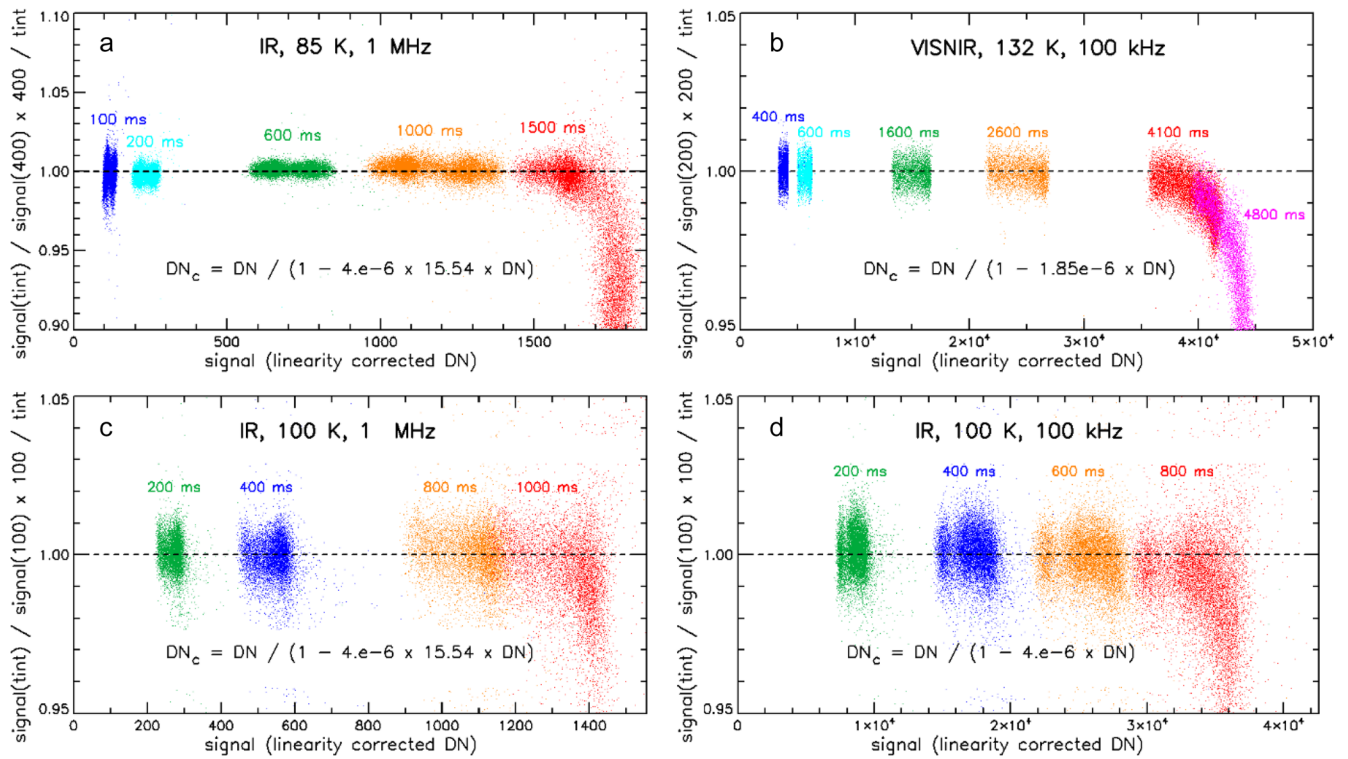 a
IR, 85 K, 1 MHz
signal(tint) / signal(400) x 400 / tint
1.10
1.05
1.00
0.95
0.90
100 ms
200 ms
600 ms
1000 ms
1500 ms
DNc = DN / (1 – 4.e–6 x 15.54 x DN)
0 500 1000 1500
signal (linearity corrected DN)
b
VISNIR, 132 K, 100 kHz
signal(tint) / signal(200) x 200 / tint
1.05
1.00
0.95
400 ms
600 ms
1600 ms
2600 ms
4100 ms
4800 ms
DNc = DN / (1 – 1.85e–6 x DN)
0 1×10⁴ 2×10⁴ 3×10⁴ 4×10⁴ 5×10⁴
signal (linearity corrected DN)
c
IR, 100 K, 1 MHz
signal(tint) / signal(100) x 100 / tint
1.05
1.00
0.95
200 ms
400 ms
800 ms
1000 ms
DNc = DN / (1 – 4.e–6 x 15.54 x DN)
0 200 400 600 800 1000 1200 1400
signal (linearity corrected DN)
d
IR, 100 K, 100 kHz
signal(tint) / signal(100) x 100 / tint
1.05
1.00
0.95
200 ms
400 ms
600 ms
800 ms
DNc = DN / (1 – 4.e–6 x DN)
0 1×10⁴ 2×10⁴ 3×10⁴ 4×10⁴
signal (linearity corrected DN)